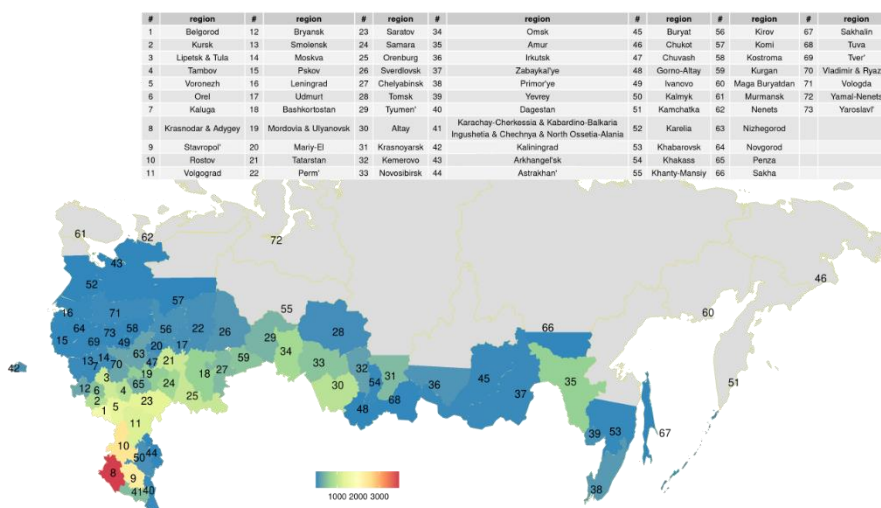 # region # region # region # region # region # region # region
1 Belgorod 12 Bryansk 23 Saratov 34 Omsk 45 Buryat 56 Kirov 67 Sakhalin
2 Kursk 13 Smolensk 24 Samara 35 Amur 46 Chukot 57 Komi 68 Tuva
3 Lipetsk & Tula 14 Moskva 25 Orenburg 36 Irkutsk 47 Chuvash 58 Kostroma 69 Tver'
4 Tambov 15 Pskov 26 Sverdlovsk 37 Zabaykal'ye 48 Gorno-Altay 59 Kurgan 70 Vladimir & Ryaz
5 Voronezh 16 Leningrad 27 Chelyabinsk 38 Primor'ye 49 Ivanovo 60 Maga Buryatdan 71 Vologda
6 Orel 17 Udmurt 28 Tomsk 39 Yevrey 50 Kalmyk 61 Murmansk 72 Yamal-Nenets
7 Kaluga 18 Bashkortostan 29 Tyumen' 40 Dagestan 51 Kamchatka 62 Nenets 73 Yaroslavl'
8 Krasnodar & Adygey 19 Mordovia & Ulyanovsk 30 Altay 41 Karachay-Cherkessia & Kabardino-Balkaria Ingushetia & Chechnya & North Ossetia-Alania 52 Karelia 63 Nizhegorod
9 Stavropol' 20 Mariy-El 31 Krasnoyarsk 42 Kaliningrad 53 Khabarovsk 64 Novgorod
10 Rostov 21 Tatarstan 32 Kemerovo 43 Arkhangel'sk 54 Khakass 65 Penza
11 Volgograd 22 Perm' 33 Novosibirsk 44 Astrakhan' 55 Khanty-Mansiy 66 Sakha
61 62 72
43 46
52
57 55 60
16 71 66
64 73 58 56 22 26 28
15 69 49 20 17 29
13 7 14 63 47 21 59 34
42 70 19 33 32 31 45
12 3 65 24 18 27 30 54 36 35 51
6 4 25 68 37
2 23 48
1 5
11 39 53 67
10 50 44
8 9 38
41 40
1000 2000 3000